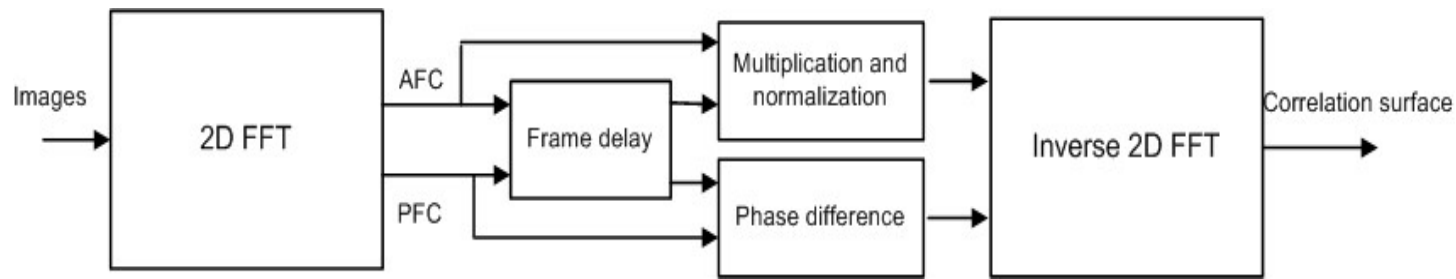 Images
2D FFT
AFC
PFC
Frame delay
Multiplication and
normalization
Phase difference
Inverse 2D FFT
Correlation surface